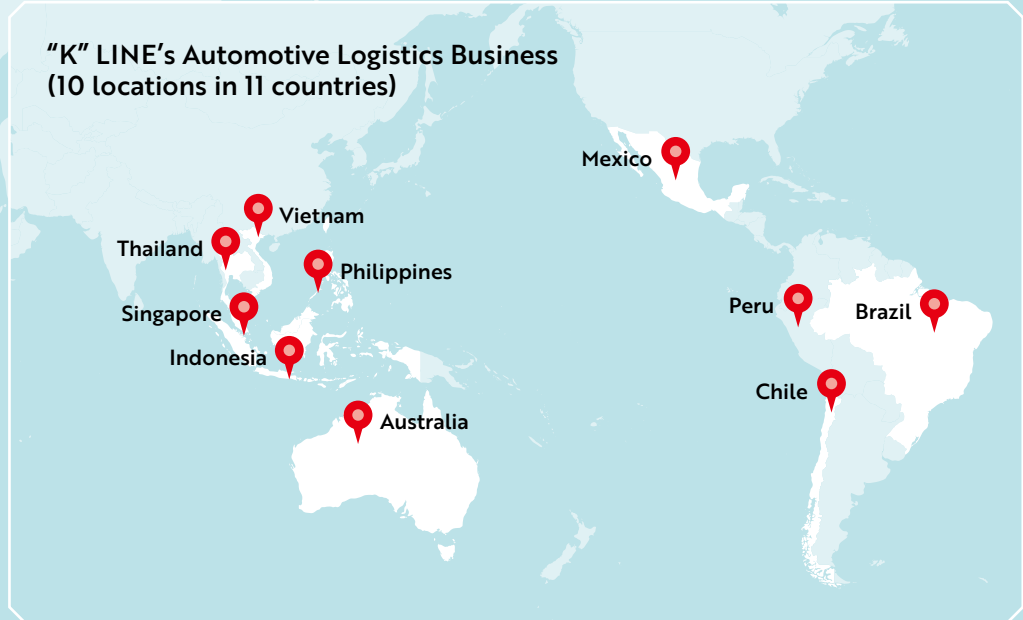 “K” LINE’s Automotive Logistics Business
(10 locations in 11 countries)
Mexico
Vietnam
Thailand
Philippines
Singapore
Peru
Brazil
Indonesia
Chile
Australia